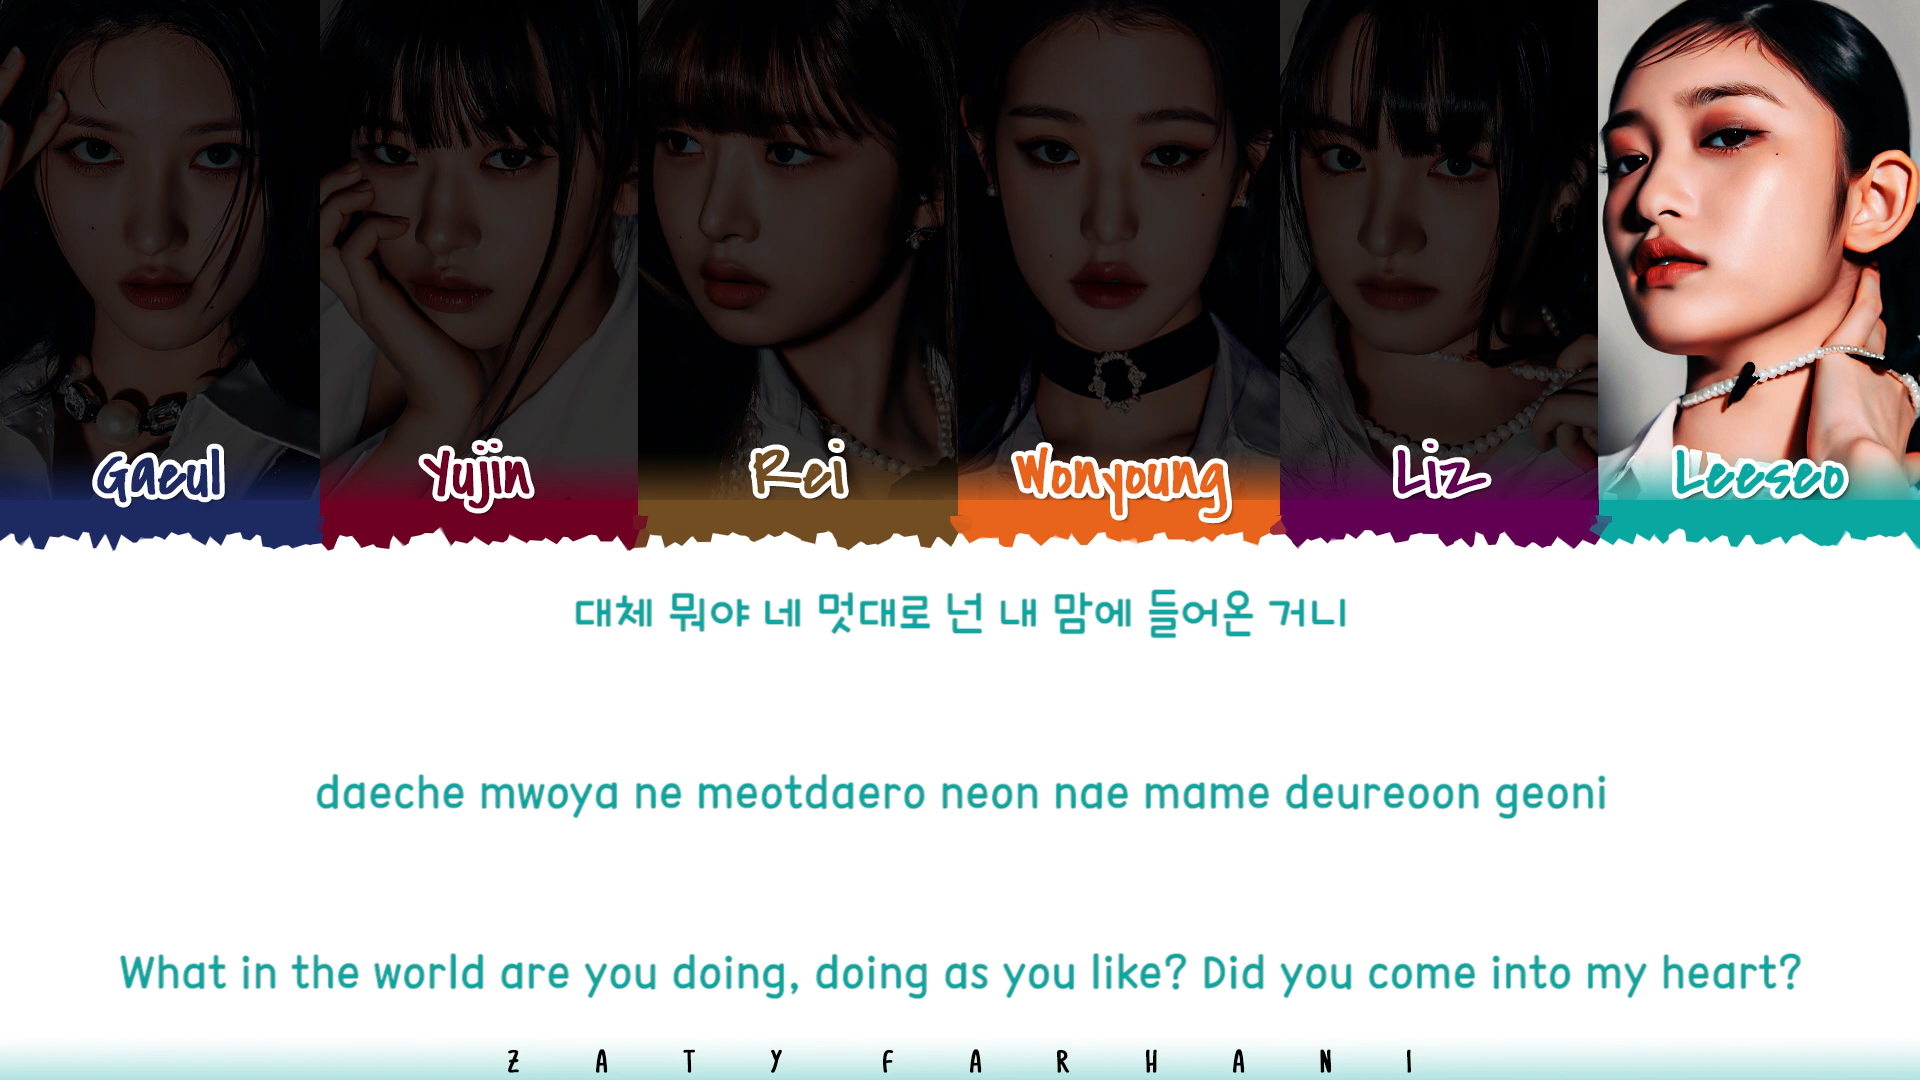 Gaeul Yujin Rei Wonyoung Liz Leeseo
대체 뭐야 네 멋대로 넌 내 맘에 들어온 거니
daeche mwoya ne meotdaero neon nae mame deureoon geoni
What in the world are you doing, doing as you like? Did you come into my heart?
ZATY FARHANI